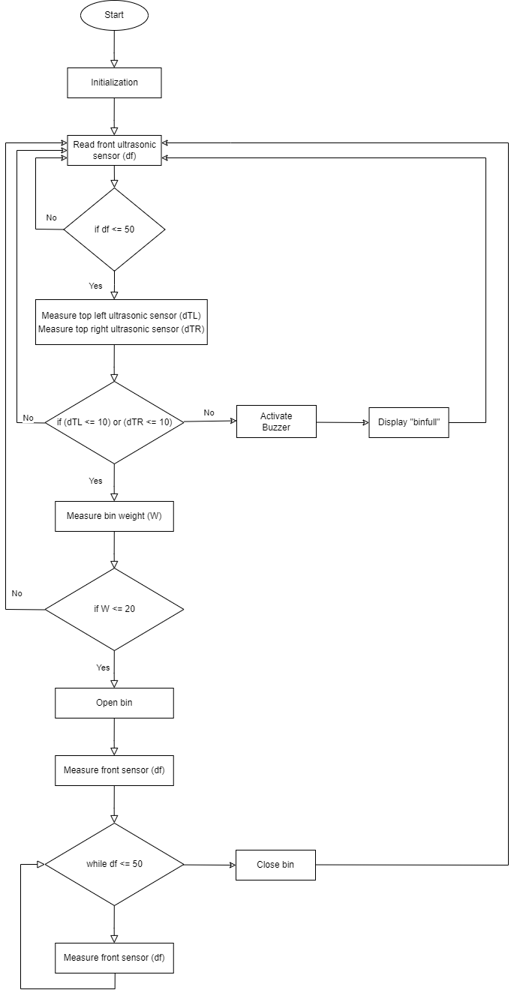 Start
Initialization
Read front ultrasonic
sensor (df)
No
if df <= 50
Yes
Measure top left ultrasonic sensor (dTL)
Measure top right ultrasonic sensor (dTR)
No
if (dTL <= 10) or (dTR <= 10)
No
Activate
Buzzer
Display "binfull"
Yes
Measure bin weight (W)
No
if W <= 20
Yes
Open bin
Measure front sensor (df)
while df <= 50
Close bin
Measure front sensor (df)